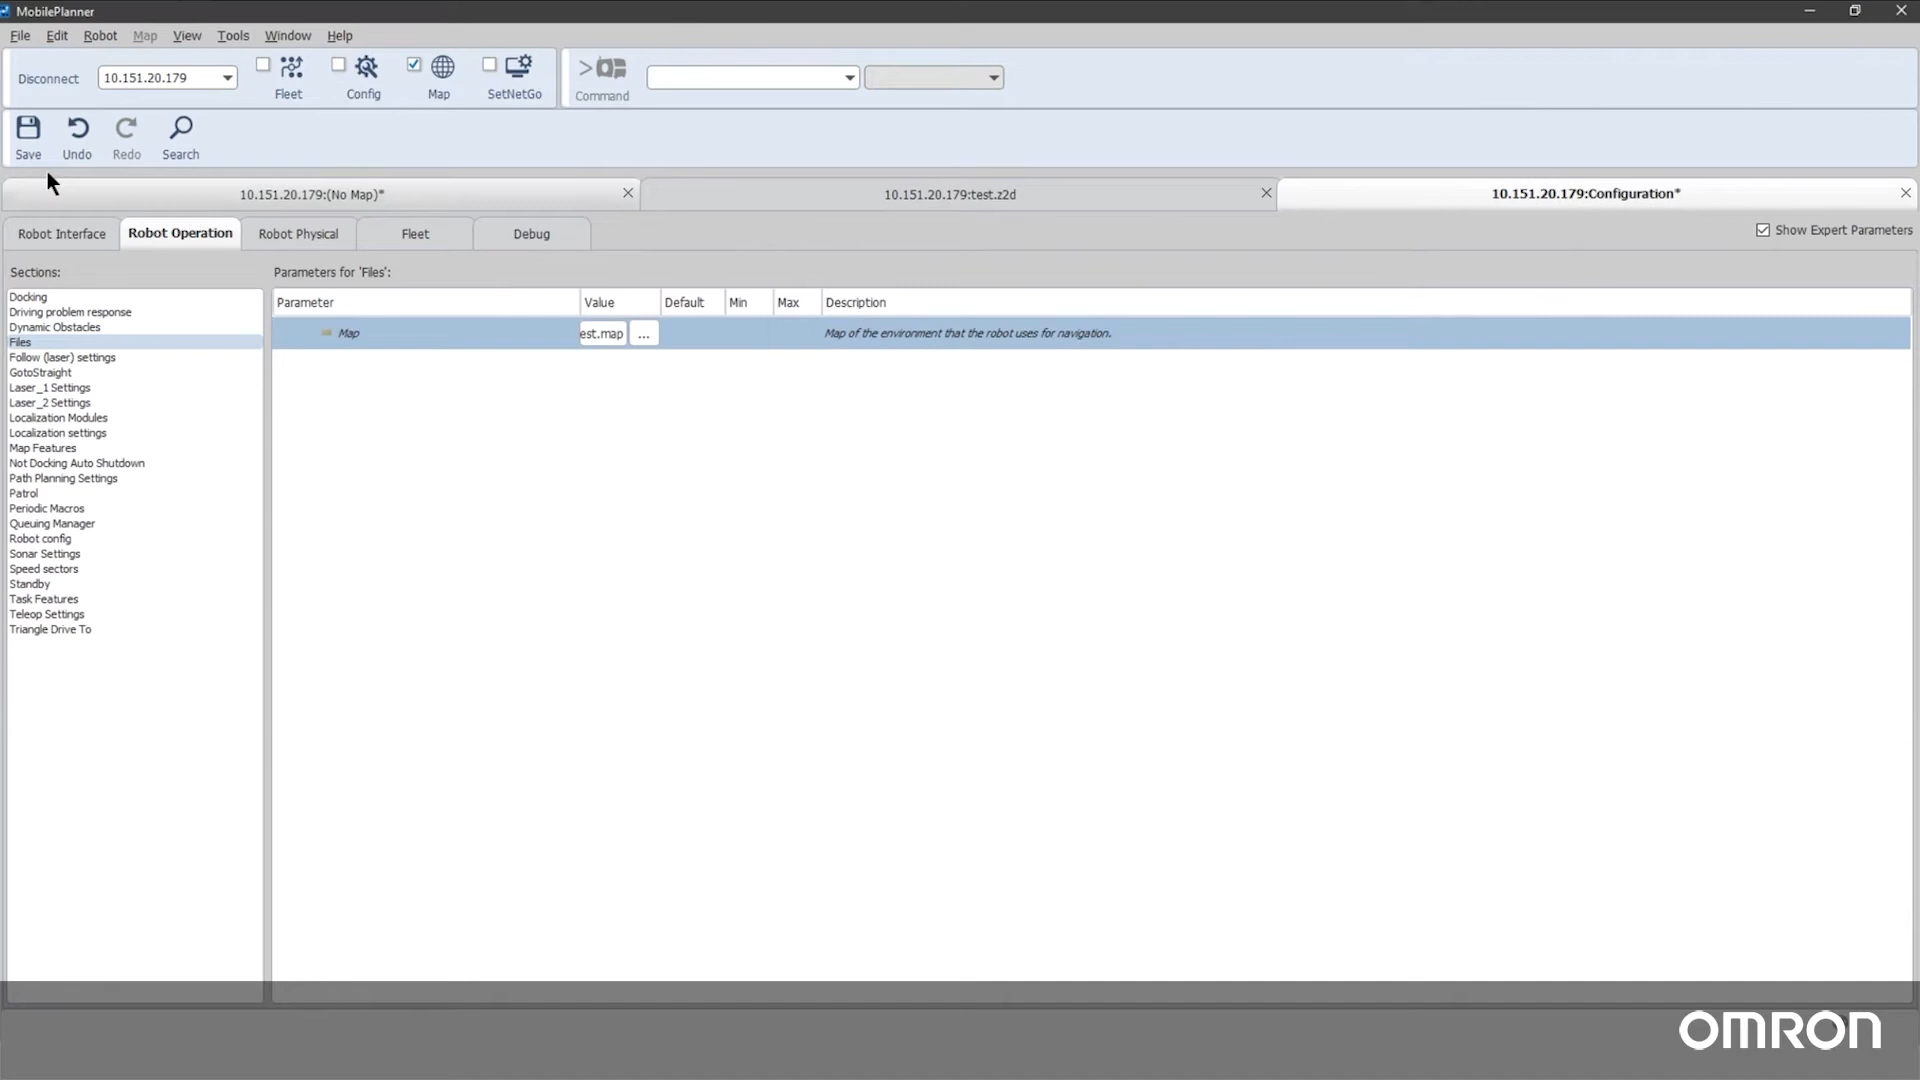 MobilePlanner
File Edit Robot Map View Tools Window Help
Disconnect 10.151.20.179 Fleet Config Map SetNetGo >Command
Save Undo Redo Search
10.151.20.179:(No Map)* 10.151.20.179:test.z2d 10.151.20.179:Configuration*
Robot Interface Robot Operation Robot Physical Fleet Debug Show Expert Parameters
Sections: Parameters for 'Files':
Parameter Value Default Min Max Description
Map est.map ... Map of the environment that the robot uses for navigation.
Docking
Driving problem response
Dynamic Obstacles
Files
Follow (laser) settings
GotoStraight
Laser_1 Settings
Laser_2 Settings
Localization Modules
Localization settings
Map Features
Not Docking Auto Shutdown
Path Planning Settings
Patrol
Periodic Macros
Queuing Manager
Robot config
Sonar Settings
Speed sectors
Standby
Task Features
Teleop Settings
Triangle Drive To
OMRON